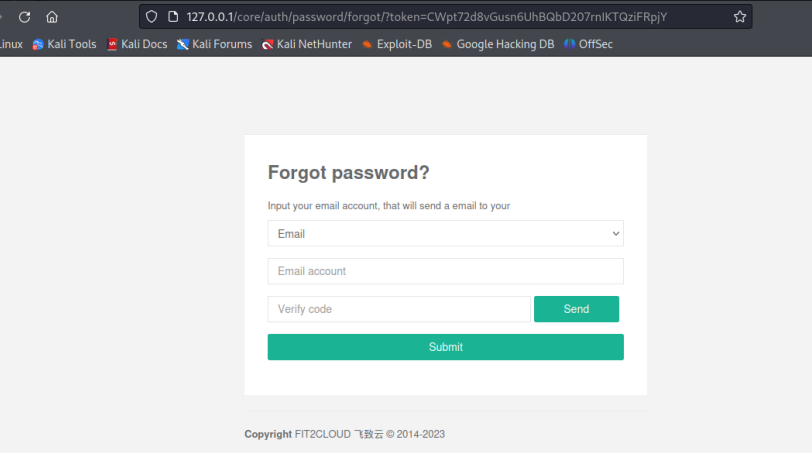 127.0.0.1/core/auth/password/forgot/?token=CWpt72d8vGusn6UhBQbD207rnIKTQziFRpjY
Linux Kali Tools Kali Docs Kali Forums Kali NetHunter Exploit-DB Google Hacking DB OffSec
Forgot password?
Input your email account, that will send a email to your
Email
Email account
Verify code Send
Submit
Copyright FIT2CLOUD 飞致云 © 2014-2023